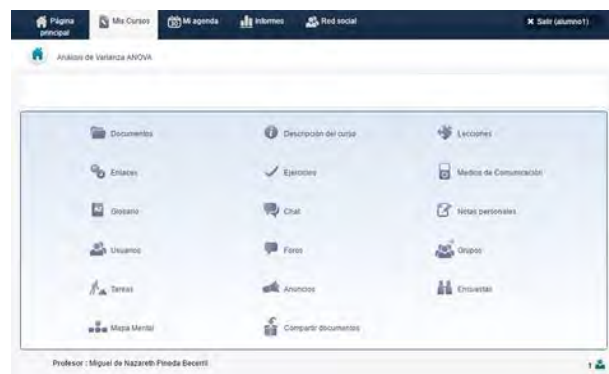 Página principal
Mis Cursos
Mi agenda
Informes
Red social
Salir (alumno1)
Análisis de Varianza ANOVA
Documentos
Descripción del curso
Lecciones
Enlaces
Ejercicios
Medios de Comunicación
Glosario
Chat
Notas personales
Usuarios
Foros
Grupos
Tareas
Anuncios
Encuestas
Mapa Mental
Compartir documentos
Profesor : Miguel de Nazareth Pineda Becerril
1